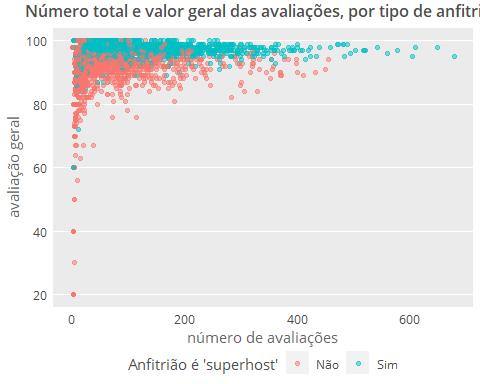 Número total e valor geral das avaliações, por tipo de anfitri
100
80
60
40
20
avaliação geral
0 200 400 600
número de avaliações
Anfitrião é 'superhost' Não Sim